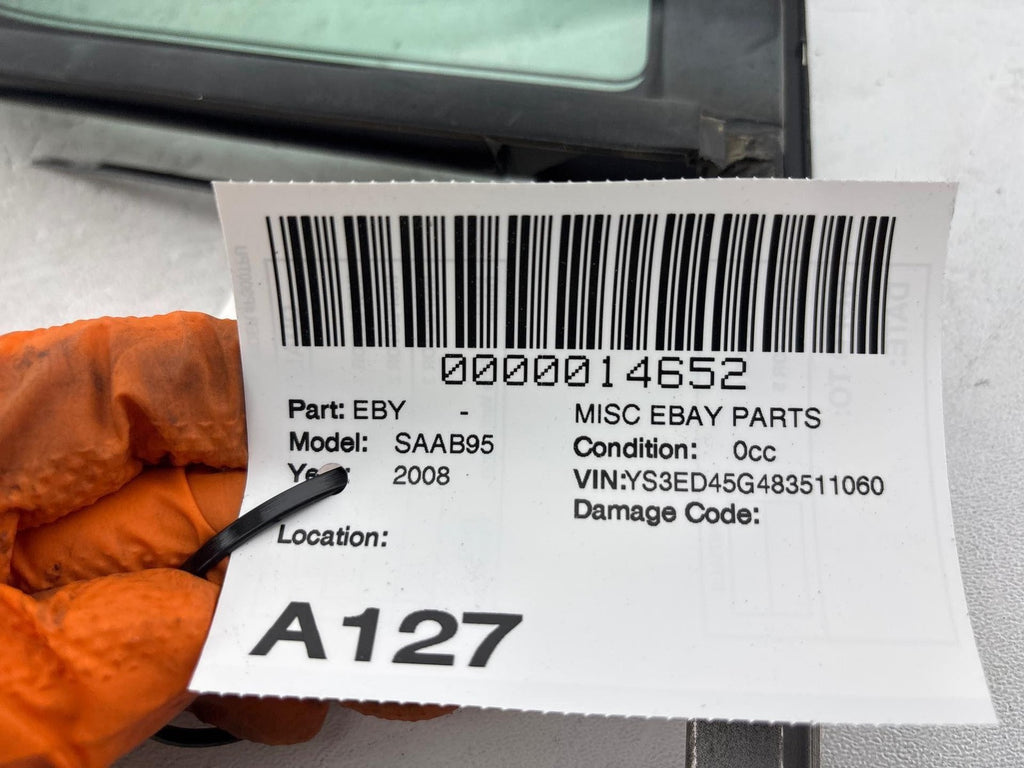 0000014652
Part: EBY - MISC EBAY PARTS
Model: SAAB95 Condition: 0cc
2008 VIN:YS3ED45G483511060
Damage Code:
Location:
A127